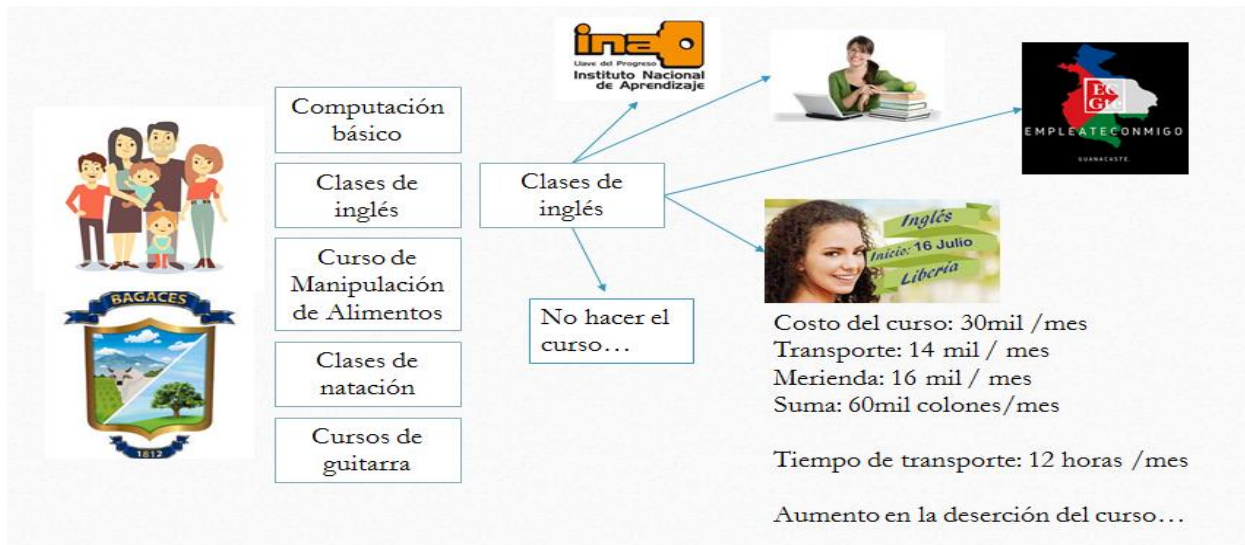 BAGACES
1812
Computación
básico
Clases de
inglés
Curso de
Manipulación
de Alimentos
Clases de
natación
Cursos de
guitarra
Clases de
inglés
No hacer el
curso…
ina
Llave del Progreso
Instituto Nacional
de Aprendizaje
EC
Gte
EMPLEATECONMIGO
GUANACASTE.
Inglés
Inicio: 16 Julio
Liberia
Costo del curso: 30mil /mes
Transporte: 14 mil / mes
Merienda: 16 mil / mes
Suma: 60mil colones/mes
Tiempo de transporte: 12 horas /mes
Aumento en la deserción del curso…